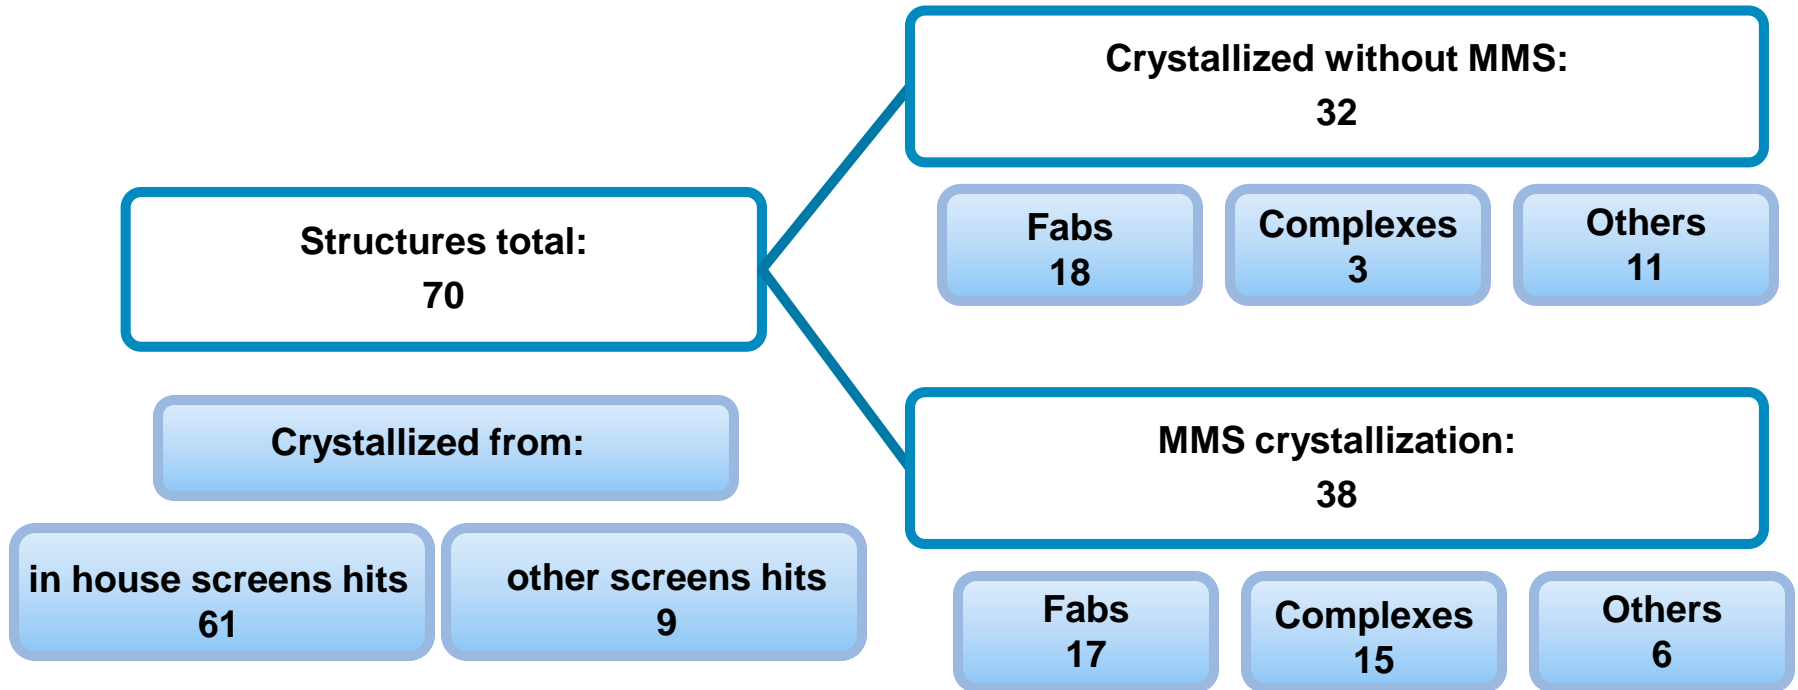 Structures total:
70
Crystallized from:
in house screens hits
61
other screens hits
9
Crystallized without MMS:
32
Fabs
18
Complexes
3
Others
11
MMS crystallization:
38
Fabs
17
Complexes
15
Others
6